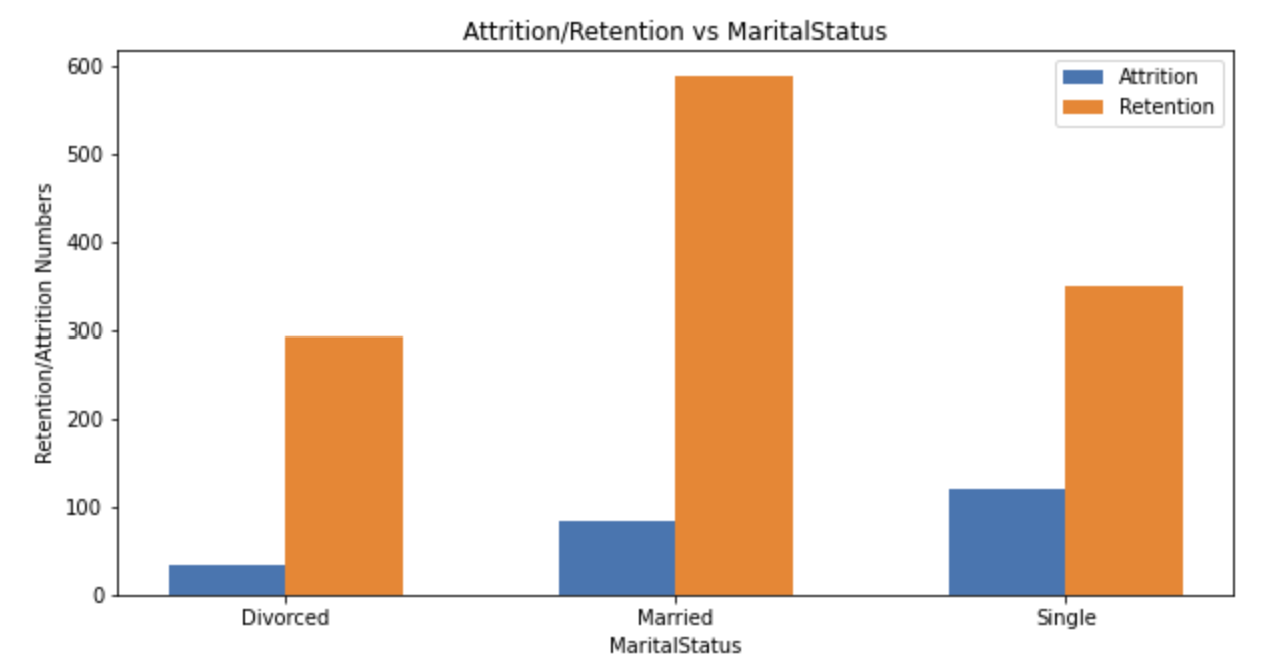 Attrition/Retention vs MaritalStatus
Attrition
Retention
Retention/Attrition Numbers
600
500
400
300
200
100
0
Divorced
Married
Single
MaritalStatus